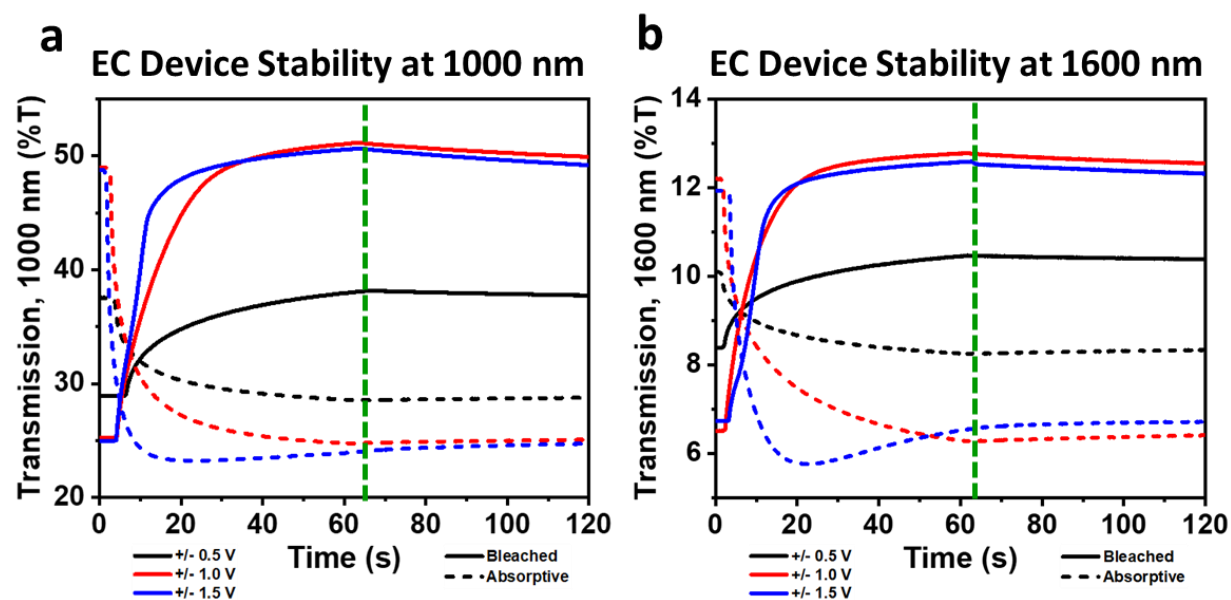 a
EC Device Stability at 1000 nm
Transmission, 1000 nm (%T)
50
40
30
20
0 20 40 60 80 100 120
Time (s)
+/- 0.5 V
+/- 1.0 V
+/- 1.5 V
Bleached
Absorptive
b
EC Device Stability at 1600 nm
Transmission, 1600 nm (%T)
14
12
10
8
6
0 20 40 60 80 100 120
Time (s)
+/- 0.5 V
+/- 1.0 V
+/- 1.5 V
Bleached
Absorptive